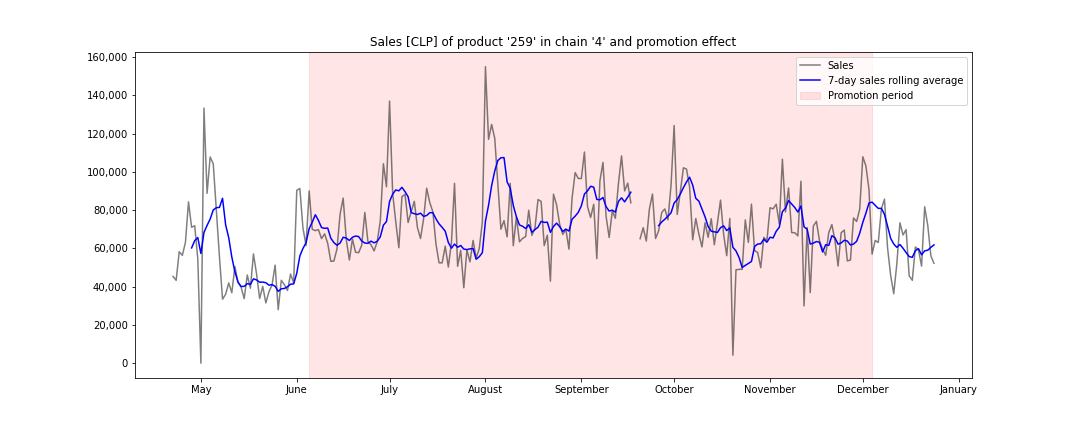 Sales [CLP] of product '259' in chain '4' and promotion effect
160,000
140,000
120,000
100,000
80,000
60,000
40,000
20,000
0
Sales
7-day sales rolling average
Promotion period
May June July August September October November December January